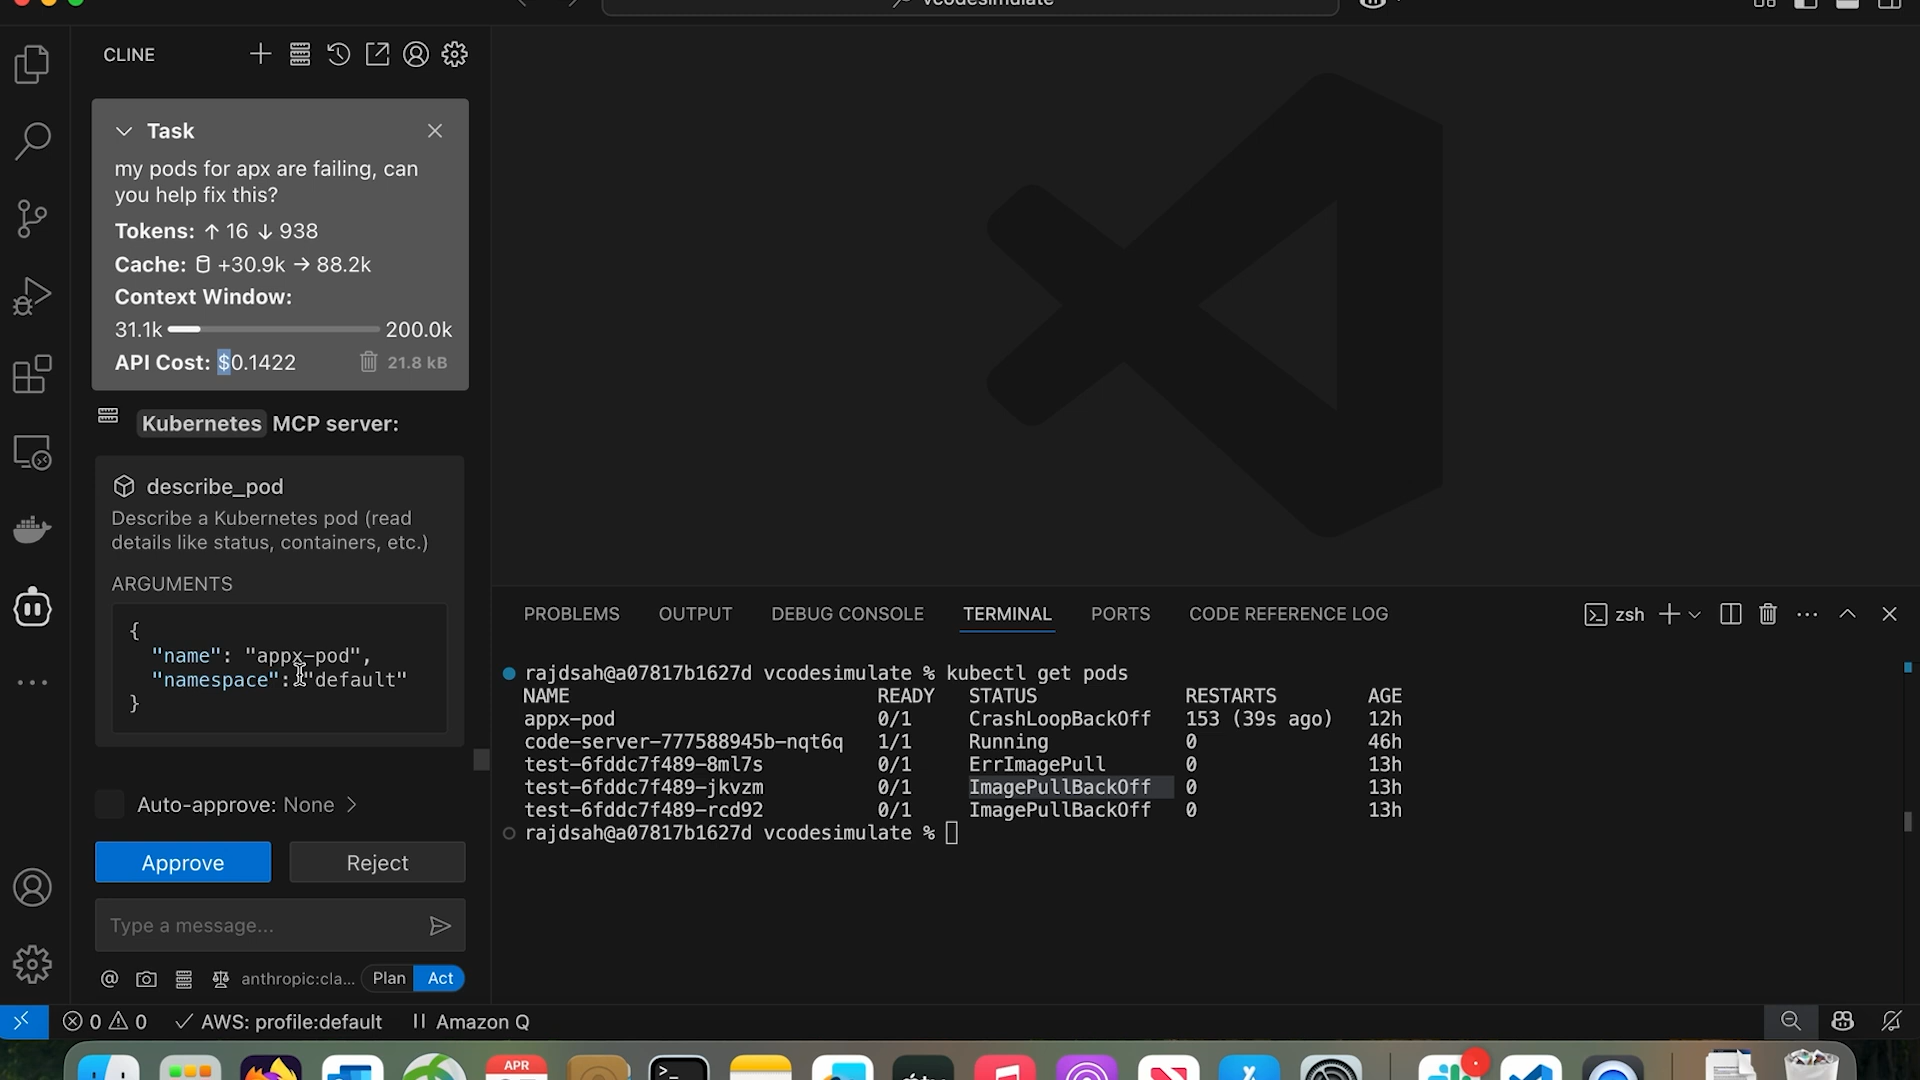 vcodesimulate
CLINE
Task
my pods for apx are failing, can
you help fix this?
Tokens: ↑ 16 ↓ 938
Cache: +30.9k → 88.2k
Context Window:
31.1k 200.0k
API Cost: $0.1422 21.8 kB
Kubernetes MCP server:
describe_pod
Describe a Kubernetes pod (read
details like status, containers, etc.)
ARGUMENTS
{
"name": "appx-pod",
"namespace": "default"
}
Auto-approve: None >
Approve Reject
Type a message...
@ anthropic:cla... Plan Act
PROBLEMS OUTPUT DEBUG CONSOLE TERMINAL PORTS CODE REFERENCE LOG zsh
rajdsah@a07817b1627d vcodesimulate % kubectl get pods
NAME READY STATUS RESTARTS AGE
appx-pod 0/1 CrashLoopBackOff 153 (39s ago) 12h
code-server-777588945b-nqt6q 1/1 Running 0 46h
test-6fddc7f489-8ml7s 0/1 ErrImagePull 0 13h
test-6fddc7f489-jkvzm 0/1 ImagePullBackOff 0 13h
test-6fddc7f489-rcd92 0/1 ImagePullBackOff 0 13h
rajdsah@a07817b1627d vcodesimulate %
0 0 AWS: profile:default Amazon Q
APR